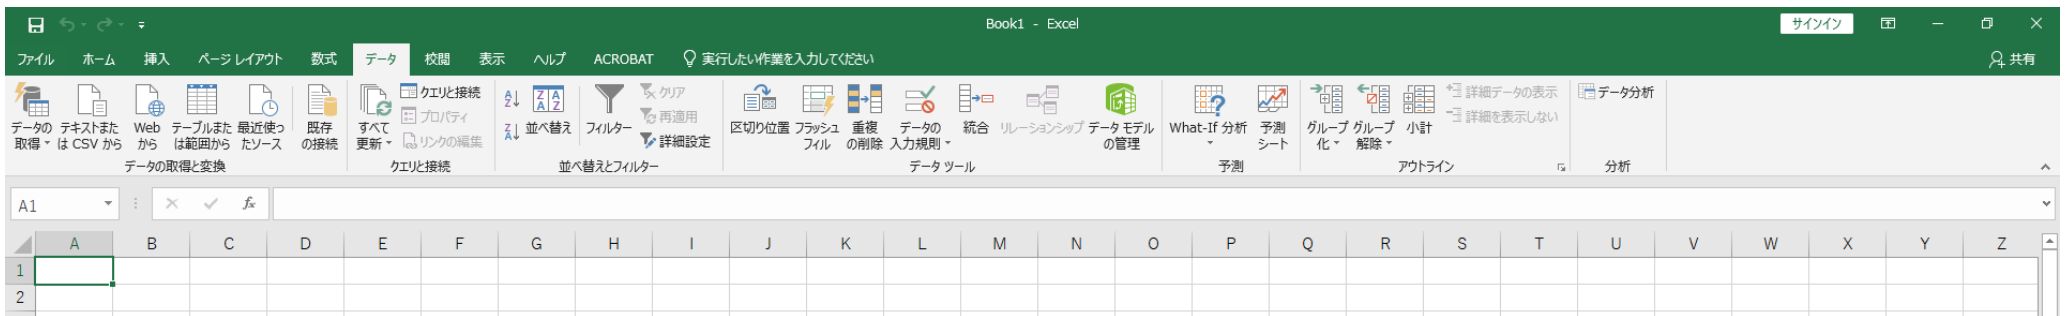 Book1 - Excel
サインイン
ファイル ホーム 挿入 ページ レイアウト 数式 データ 校閲 表示 ヘルプ ACROBAT 実行したい作業を入力してください 共有
データの取得 テキストまたは CSV から Web から テーブルまたは範囲から 最近使ったソース 既存の接続
データの取得と変換
すべて更新 クエリと接続 プロパティ リンクの編集
クエリと接続
並べ替え フィルター クリア 再適用 詳細設定
並べ替えとフィルター
区切り位置 フラッシュ フィル 重複の削除 データの入力規則 統合 リレーションシップ データ モデルの管理
データ ツール
What-If 分析 予測シート
予測
グループ化 グループ解除 小計 詳細データの表示 詳細を表示しない
アウトライン
データ分析
分析
A1 fx
A B C D E F G H I J K L M N O P Q R S T U V W X Y Z
1
2